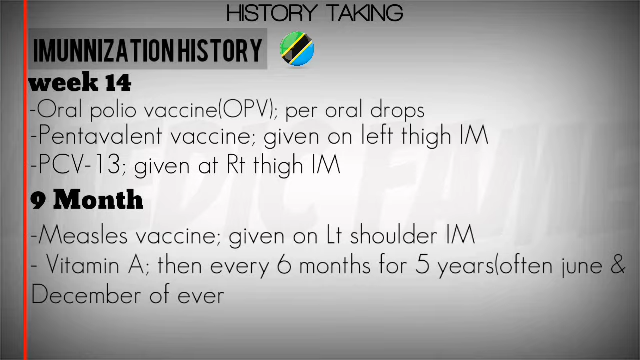 HISTORY TAKING
IMUNNIZATION HISTORY
week 14
-Oral polio vaccine(OPV); per oral drops
-Pentavalent vaccine; given on left thigh IM
-PCV-13; given at Rt thigh IM
9 Month
-Measles vaccine; given on Lt shoulder IM
- Vitamin A; then every 6 months for 5 years(often june &
December of ever